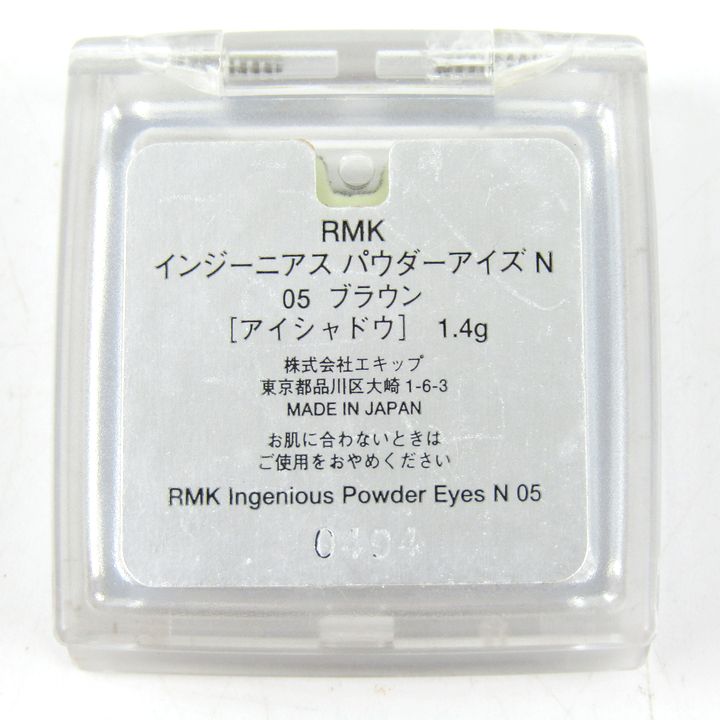 RMK
インジーニアス パウダーアイズ N
05 ブラウン
[アイシャドウ] 1.4g
株式会社エキップ
東京都品川区大崎1-6-3
MADE IN JAPAN
お肌に合わないときは
ご使用をおやめください
RMK Ingenious Powder Eyes N 05
0494